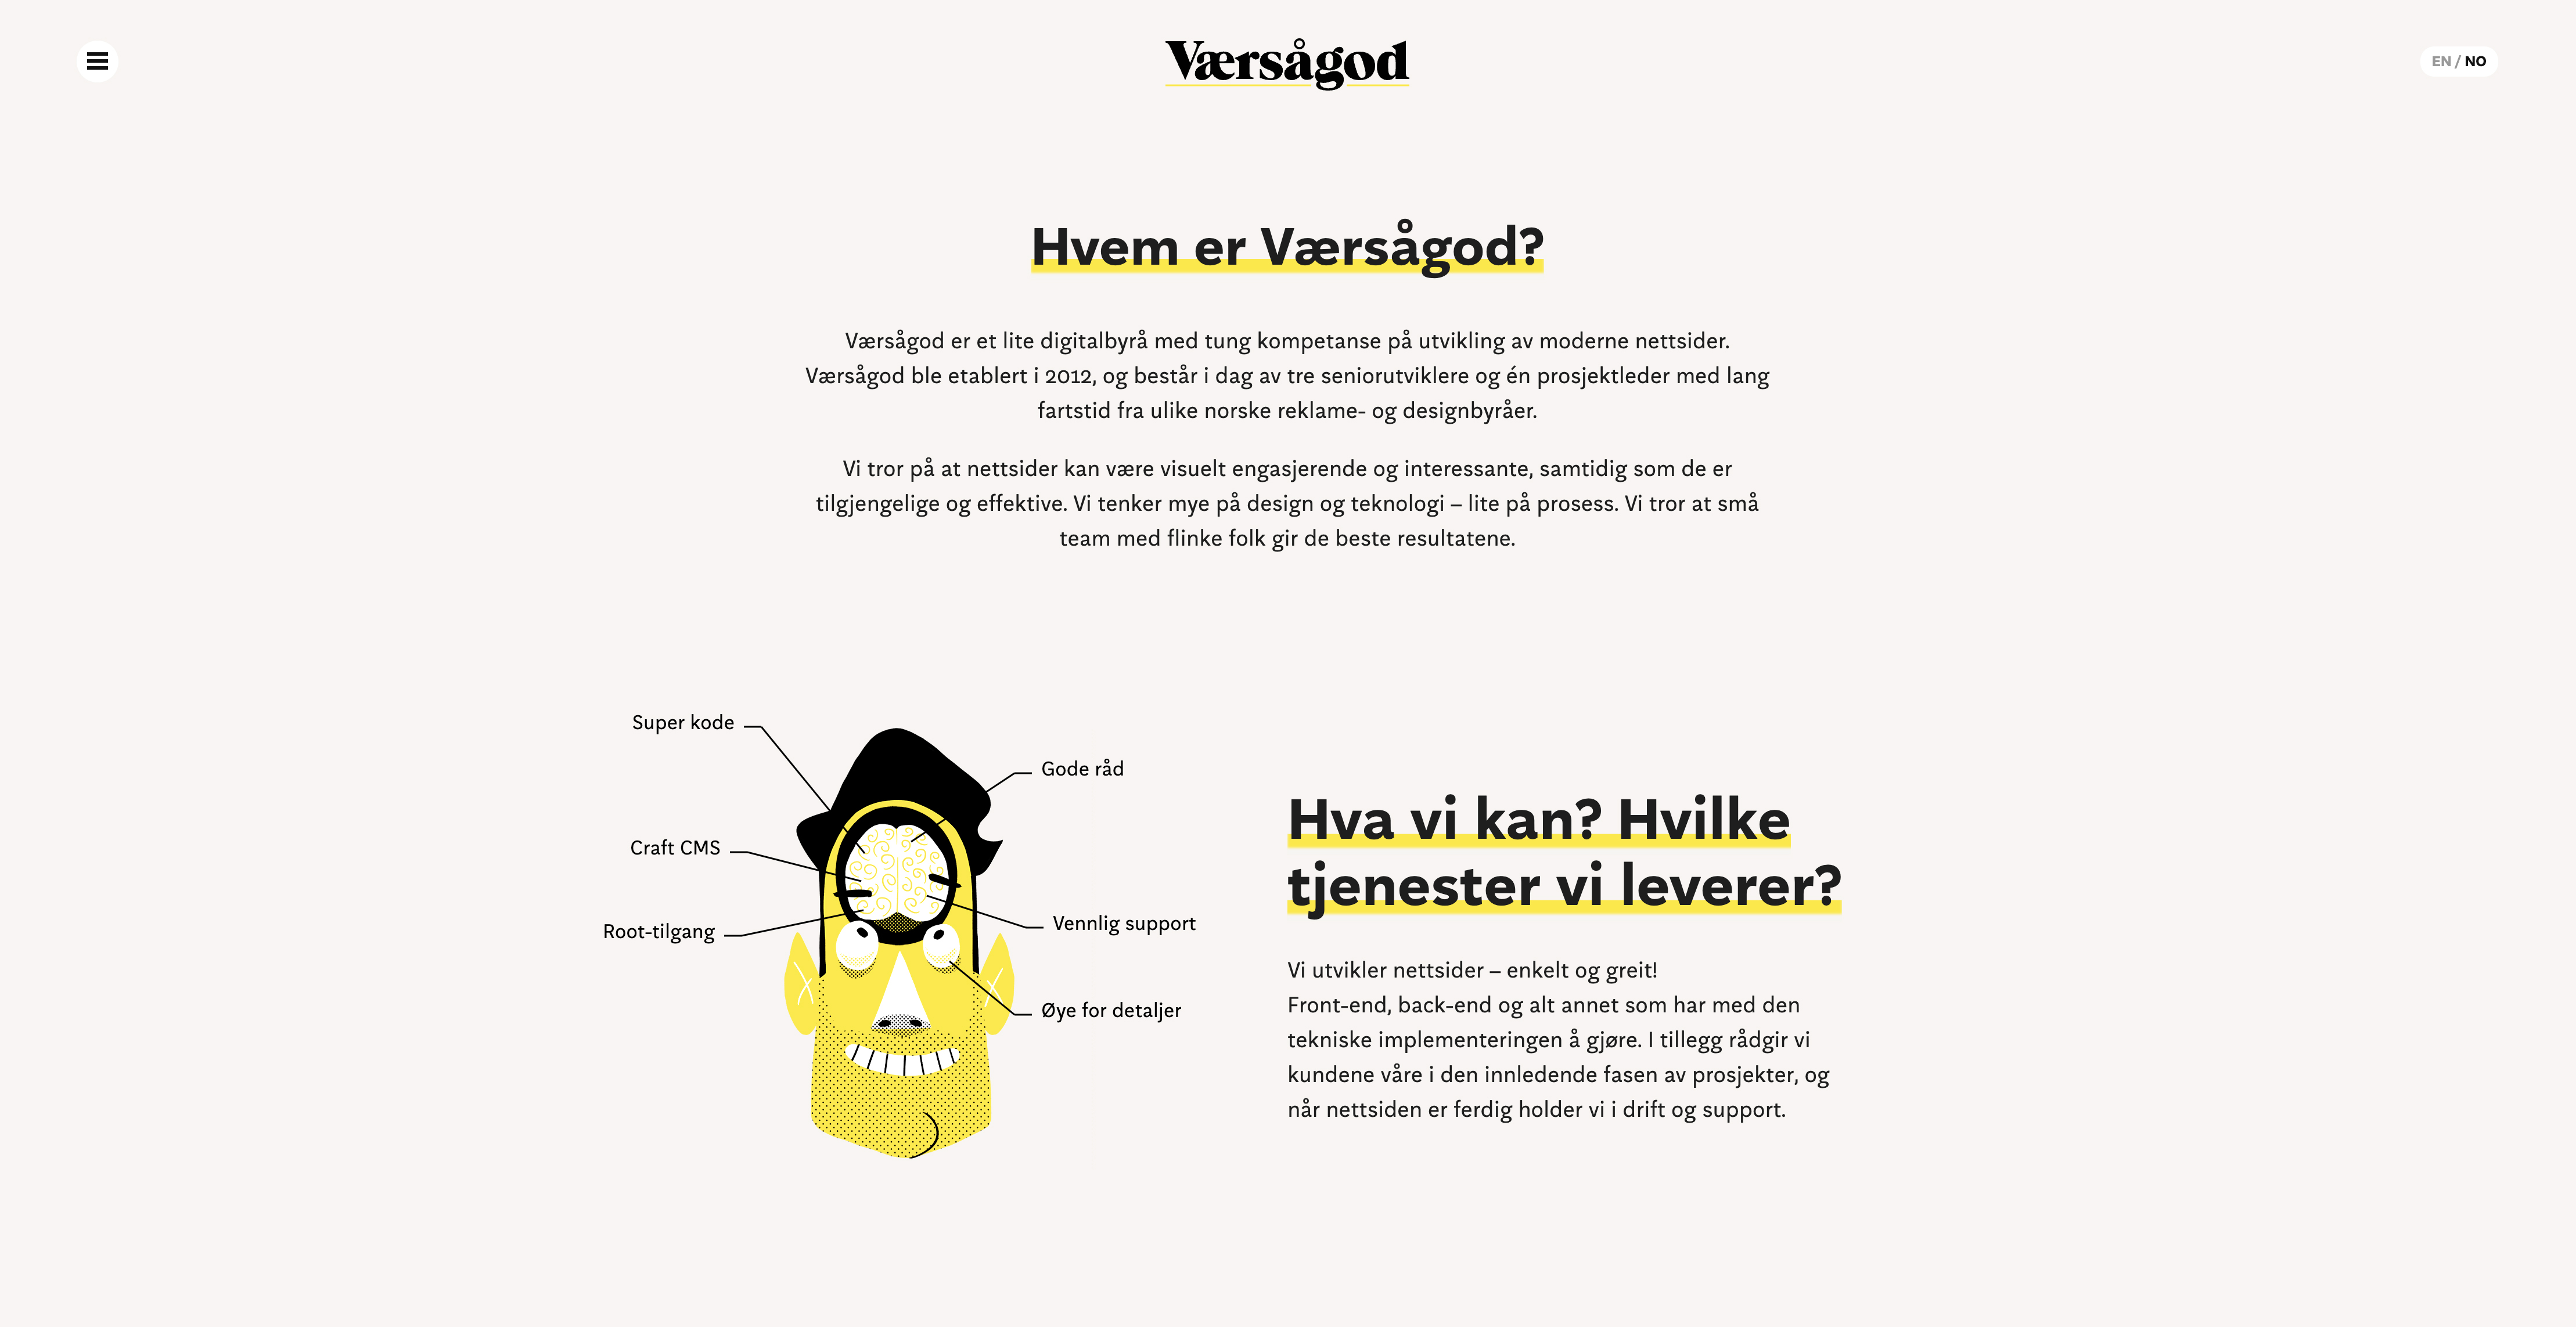 Værsågod
EN / NO
Hvem er Værsågod?
Værsågod er et lite digitalbyrå med tung kompetanse på utvikling av moderne nettsider.
Værsågod ble etablert i 2012, og består i dag av tre seniorutviklere og én prosjektleder med lang
fartstid fra ulike norske reklame- og designbyråer.
Vi tror på at nettsider kan være visuelt engasjerende og interessante, samtidig som de er
tilgjengelige og effektive. Vi tenker mye på design og teknologi – lite på prosess. Vi tror at små
team med flinke folk gir de beste resultatene.
Super kode
Gode råd
Craft CMS
Vennlig support
Root-tilgang
Øye for detaljer
Hva vi kan? Hvilke
tjenester vi leverer?
Vi utvikler nettsider – enkelt og greit!
Front-end, back-end og alt annet som har med den
tekniske implementeringen å gjøre. I tillegg rådgir vi
kundene våre i den innledende fasen av prosjekter, og
når nettsiden er ferdig holder vi i drift og support.